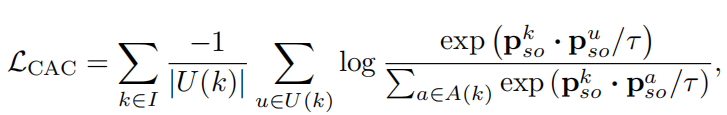 $$\mathcal{L}_{\mathrm{CAC}} = \sum_{k \in I} \frac{-1}{|U(k)|} \sum_{u \in U(k)} \log \frac{\exp\left(\mathbf{p}_{so}^{k} \cdot \mathbf{p}_{so}^{u} / \tau\right)}{\sum_{a \in A(k)} \exp\left(\mathbf{p}_{so}^{k} \cdot \mathbf{p}_{so}^{a} / \tau\right)},$$